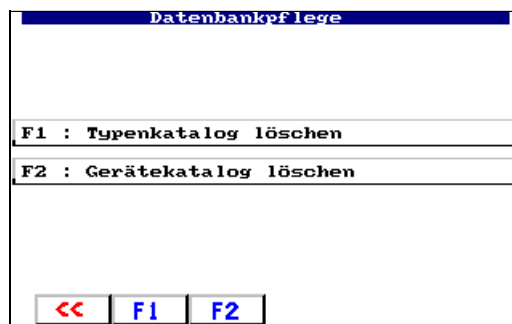 Datenbankpflege
F1 : Typenkatalog löschen
F2 : Gerätekatalog löschen
<< F1 F2